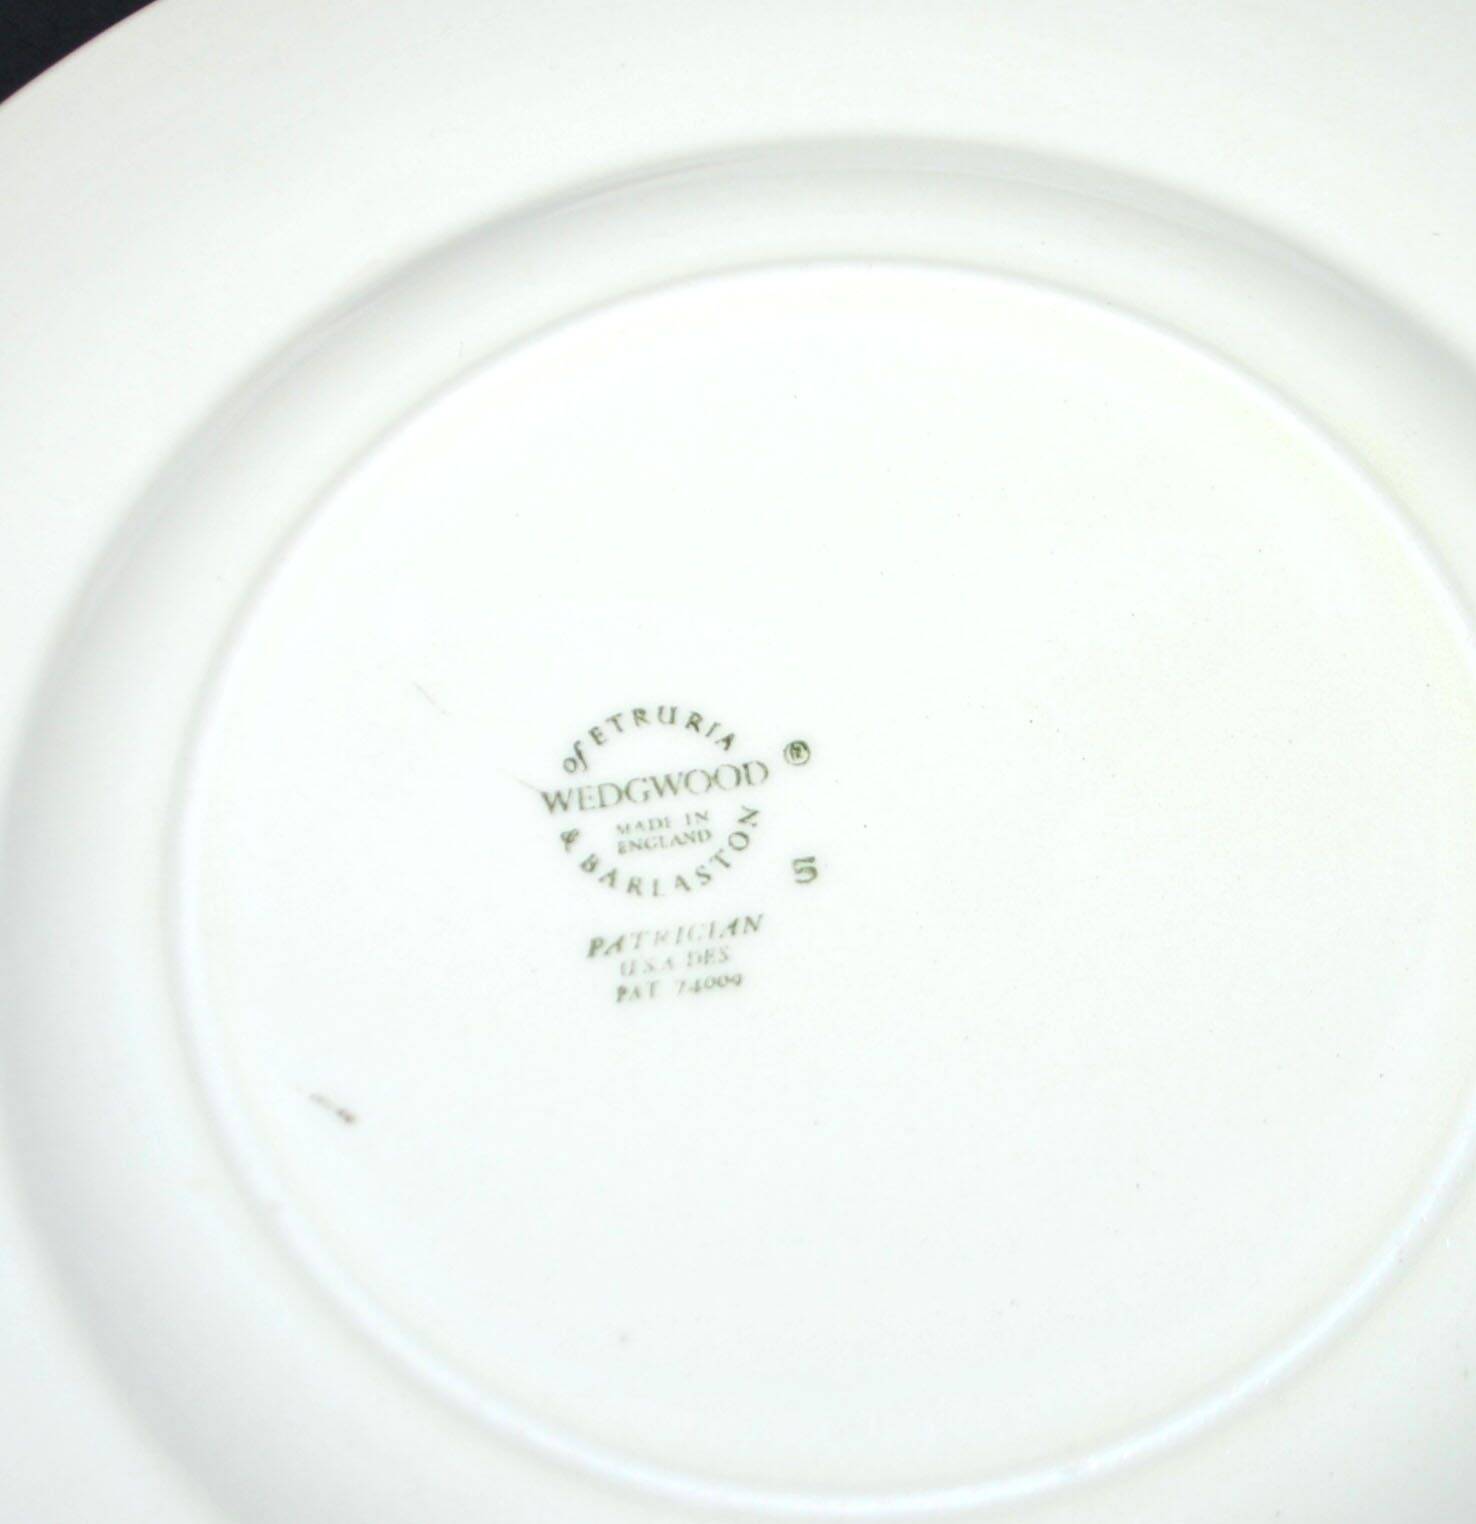 of ETRURIA
WEDGWOOD ®
MADE IN
ENGLAND
& BARLASTON
5
PATRICIAN
U.S.A DES.
PAT. 74009